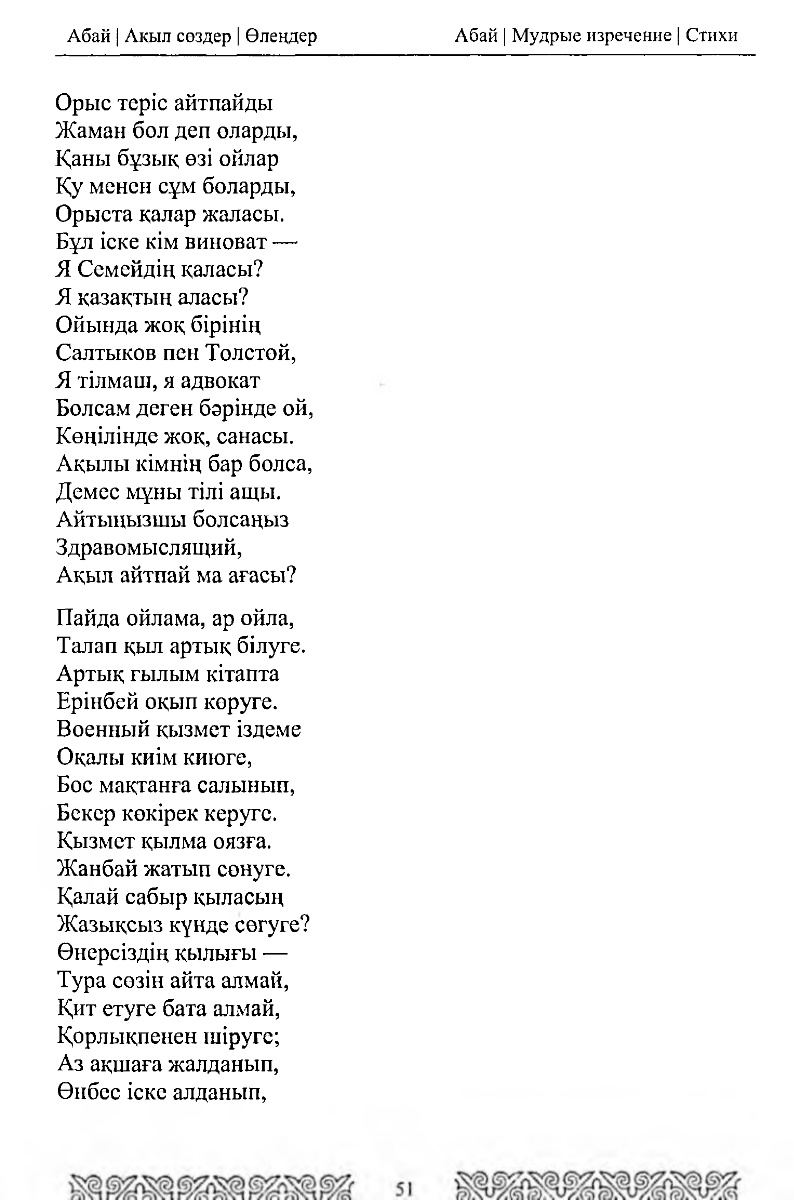 Абай | Ақыл сөздер | Өлеңдер
Абай | Мудрые изречение | Стихи
Орыс теріс айтпайды
Жаман бол деп оларды,
Қаны бұзық өзі ойлар
Қу менен сұм боларды,
Орыста қалар жаласы.
Бұл іске кім виноват —
Я Семейдің қаласы?
Я қазақтың аласы?
Ойында жоқ бірінің
Салтыков пен Толстой,
Я тілмаш, я адвокат
Болсам деген бәрінде ой,
Көңілінде жоқ, санасы.
Ақылы кімнің бар болса,
Демес мұны тілі ащы.
Айтыңызшы болсаңыз
Здравомыслящий,
Ақыл айтпай ма ағасы?
Пайда ойлама, ар ойла,
Талап қыл артық білуге.
Артық ғылым кітапта
Ерінбей оқып көруге.
Военный қызмет іздеме
Оқалы киім киюге,
Бос мақтанға салынып,
Бекер көкірек керуге.
Қызмет қылма оязға.
Жанбай жатып сөнуге.
Қалай сабыр қыласың
Жазықсыз күнде сөгуге?
Өнерсіздің қылығы —
Тура сөзін айта алмай,
Қит етуге бата алмай,
Қорлықпенен шіруге;
Аз ақшаға жалданып,
Өнбес іске алданып,
51